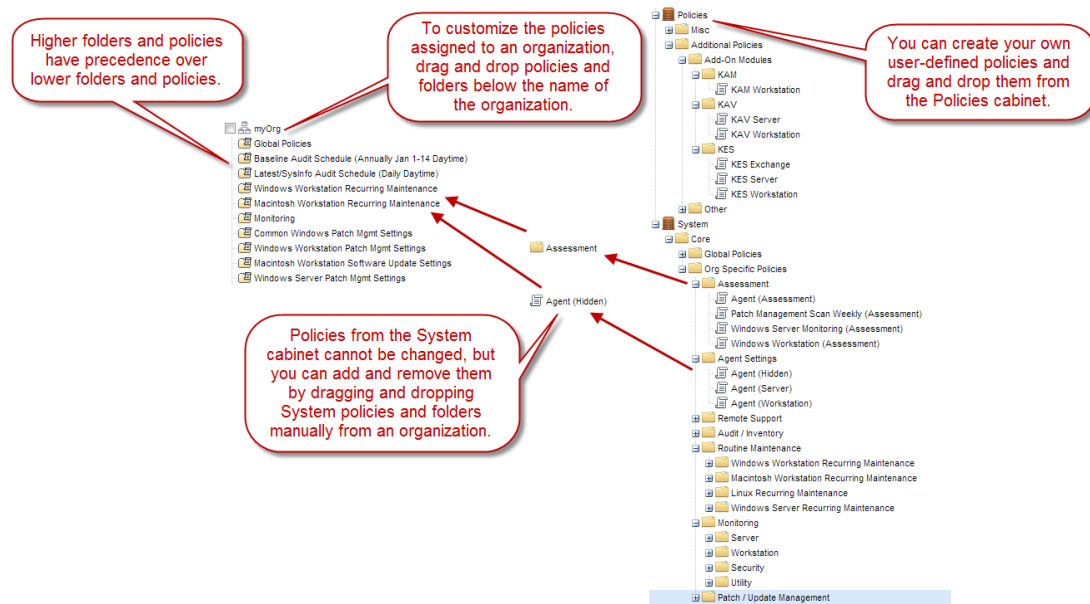 Higher folders and policies
have precedence over
lower folders and policies.
To customize the policies
assigned to an organization,
drag and drop policies and
folders below the name of
the organization.
You can create your own
user-defined policies and
drag and drop them from
the Policies cabinet.
myOrg
Global Policies
Baseline Audit Schedule (Annually Jan 1-14 Daytime)
Latest/SysInfo Audit Schedule (Daily Daytime)
Windows Workstation Recurring Maintenance
Macintosh Workstation Recurring Maintenance
Monitoring
Common Windows Patch Mgmt Settings
Windows Workstation Patch Mgmt Settings
Macintosh Workstation Software Update Settings
Windows Server Patch Mgmt Settings
Assessment
Agent (Hidden)
Policies from the System
cabinet cannot be changed, but
you can add and remove them
by dragging and dropping
System policies and folders
manually from an organization.
Policies
Misc
Additional Policies
Add-On Modules
KAM
KAM Workstation
KAV
KAV Server
KAV Workstation
KES
KES Exchange
KES Server
KES Workstation
Other
System
Core
Global Policies
Org Specific Policies
Assessment
Agent (Assessment)
Patch Management Scan Weekly (Assessment)
Windows Server Monitoring (Assessment)
Windows Workstation (Assessment)
Agent Settings
Agent (Hidden)
Agent (Server)
Agent (Workstation)
Remote Support
Audit / Inventory
Routine Maintenance
Windows Workstation Recurring Maintenance
Macintosh Workstation Recurring Maintenance
Linux Recurring Maintenance
Windows Server Recurring Maintenance
Monitoring
Server
Workstation
Security
Utility
Patch / Update Management